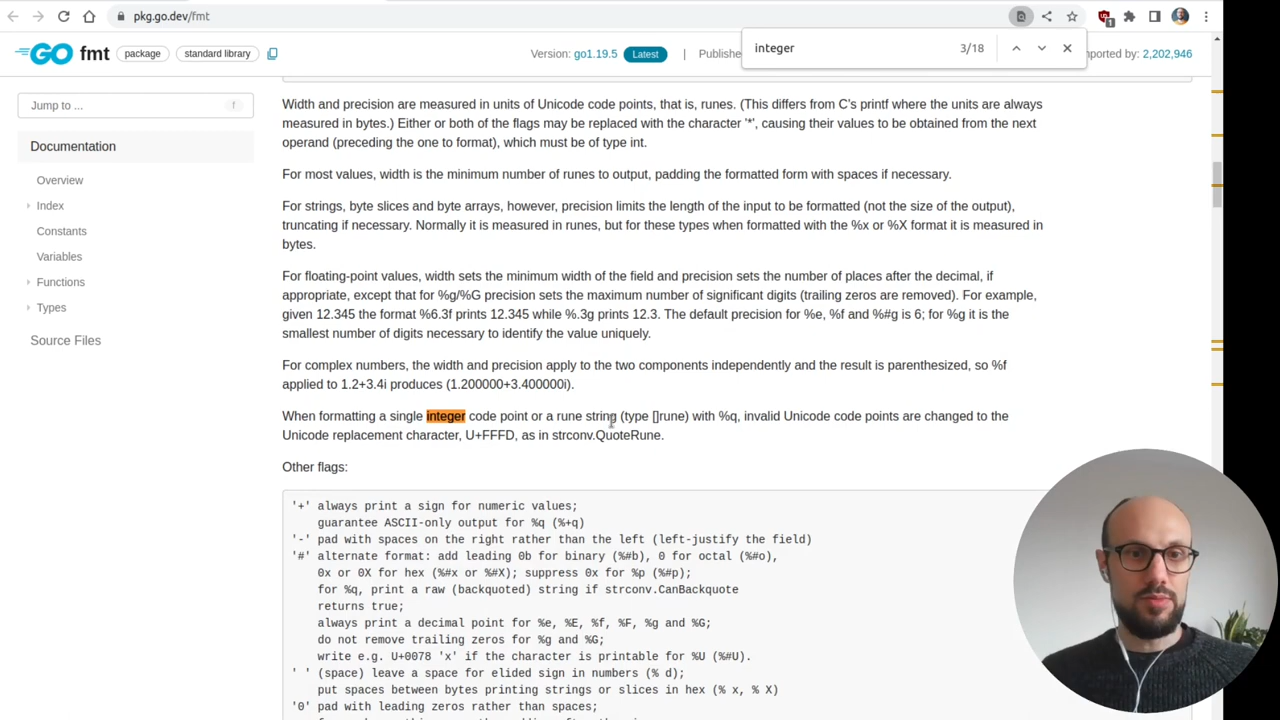 pkg.go.dev/fmt
integer
3/18
1
GO fmt
package
standard library
Version: go1.19.5
Latest
| Publishe
ported by: 2,202,946
Jump to ...
f
Documentation
Overview
Index
Constants
Variables
Functions
Types
Source Files
Width and precision are measured in units of Unicode code points, that is, runes. (This differs from C's printf where the units are always
measured in bytes.) Either or both of the flags may be replaced with the character '*', causing their values to be obtained from the next
operand (preceding the one to format), which must be of type int.
For most values, width is the minimum number of runes to output, padding the formatted form with spaces if necessary.
For strings, byte slices and byte arrays, however, precision limits the length of the input to be formatted (not the size of the output),
truncating if necessary. Normally it is measured in runes, but for these types when formatted with the %x or %X format it is measured in
bytes.
For floating-point values, width sets the minimum width of the field and precision sets the number of places after the decimal, if
appropriate, except that for %g/%G precision sets the maximum number of significant digits (trailing zeros are removed). For example,
given 12.345 the format %6.3f prints 12.345 while %.3g prints 12.3. The default precision for %e, %f and %#g is 6; for %g it is the
smallest number of digits necessary to identify the value uniquely.
For complex numbers, the width and precision apply to the two components independently and the result is parenthesized, so %f
applied to 1.2+3.4i produces (1.200000+3.400000i).
When formatting a single integer code point or a rune string (type []rune) with %q, invalid Unicode code points are changed to the
Unicode replacement character, U+FFFD, as in strconv.QuoteRune.
Other flags:
'+' always print a sign for numeric values;
guarantee ASCII-only output for %q (%+q)
'-' pad with spaces on the right rather than the left (left-justify the field)
'#' alternate format: add leading 0b for binary (%#b), 0 for octal (%#o),
0x or 0X for hex (%#x or %#X); suppress 0x for %p (%#p);
for %q, print a raw (backquoted) string if strconv.CanBackquote
returns true;
always print a decimal point for %e, %E, %f, %F, %g and %G;
do not remove trailing zeros for %g and %G;
write e.g. U+0078 'x' if the character is printable for %U (%#U).
' ' (space) leave a space for elided sign in numbers (% d);
put spaces between bytes printing strings or slices in hex (% x, % X)
'0' pad with leading zeros rather than spaces;